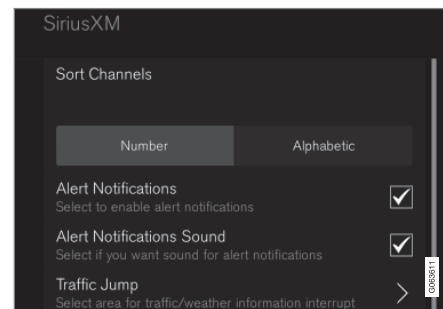 SiriusXM
Sort Channels
Number
Alphabetic
Alert Notifications
Select to enable alert notifications
Alert Notifications Sound
Select if you want sound for alert notifications
Traffic Jump
Select area for traffic/weather information interrupt
G063611